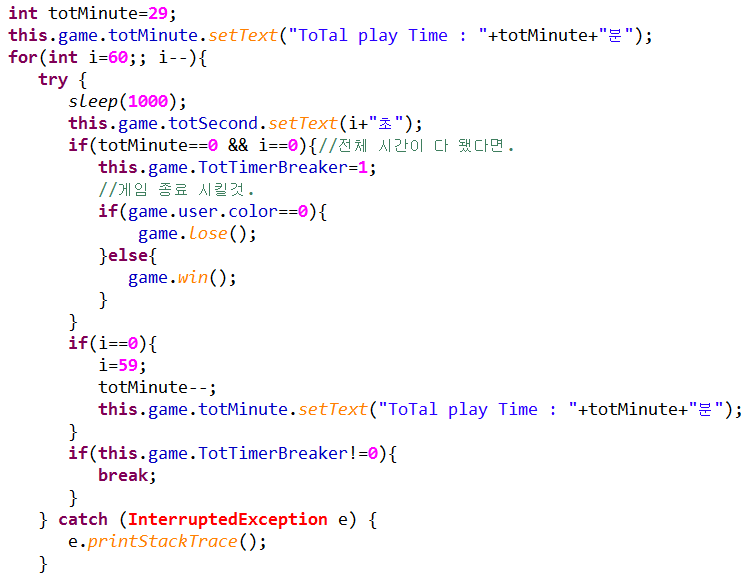 int totMinute=29;
this.game.totMinute.setText("ToTal play Time : "+totMinute+"분");
for(int i=60;; i--){
try {
sleep(1000);
this.game.totSecond.setText(i+"초");
if(totMinute==0 && i==0){//전체 시간이 다 됐다면.
this.game.TotTimerBreaker=1;
//게임 종료 시킬것.
if(game.user.color==0){
game.lose();
}else{
game.win();
}
}
if(i==0){
i=59;
totMinute--;
this.game.totMinute.setText("ToTal play Time : "+totMinute+"분");
}
if(this.game.TotTimerBreaker!=0){
break;
}
} catch (InterruptedException e) {
e.printStackTrace();
}